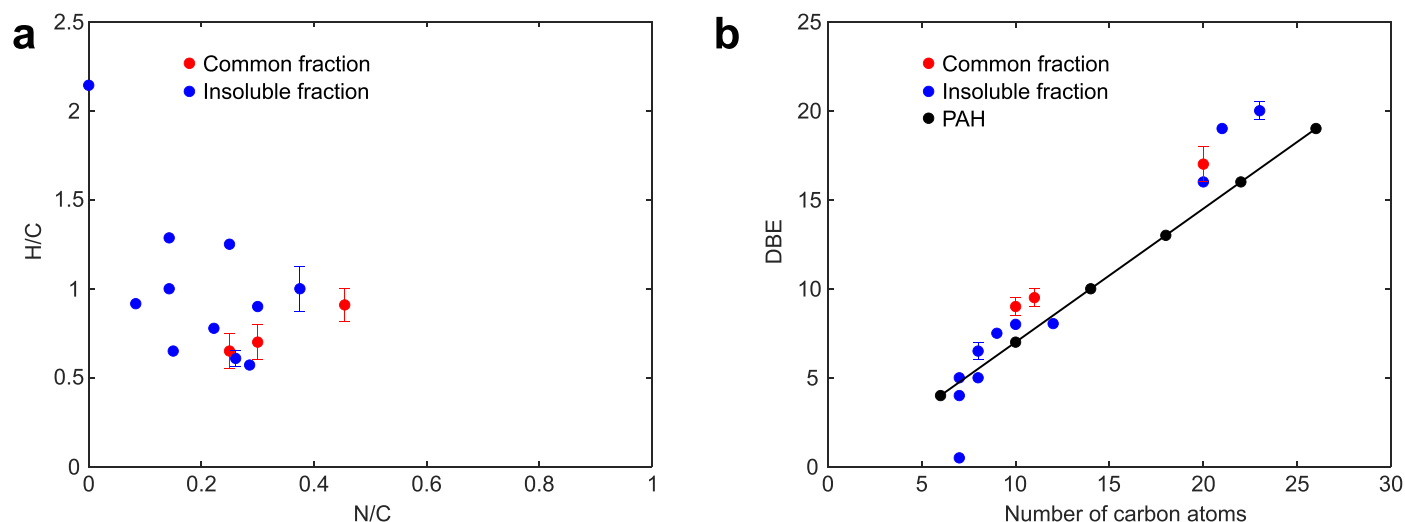 a
2.5
2
1.5
1
0.5
0
H/C
Common fraction
Insoluble fraction
0 0.2 0.4 0.6 0.8 1
N/C
b
25
20
15
10
5
0
DBE
Common fraction
Insoluble fraction
PAH
0 5 10 15 20 25 30
Number of carbon atoms